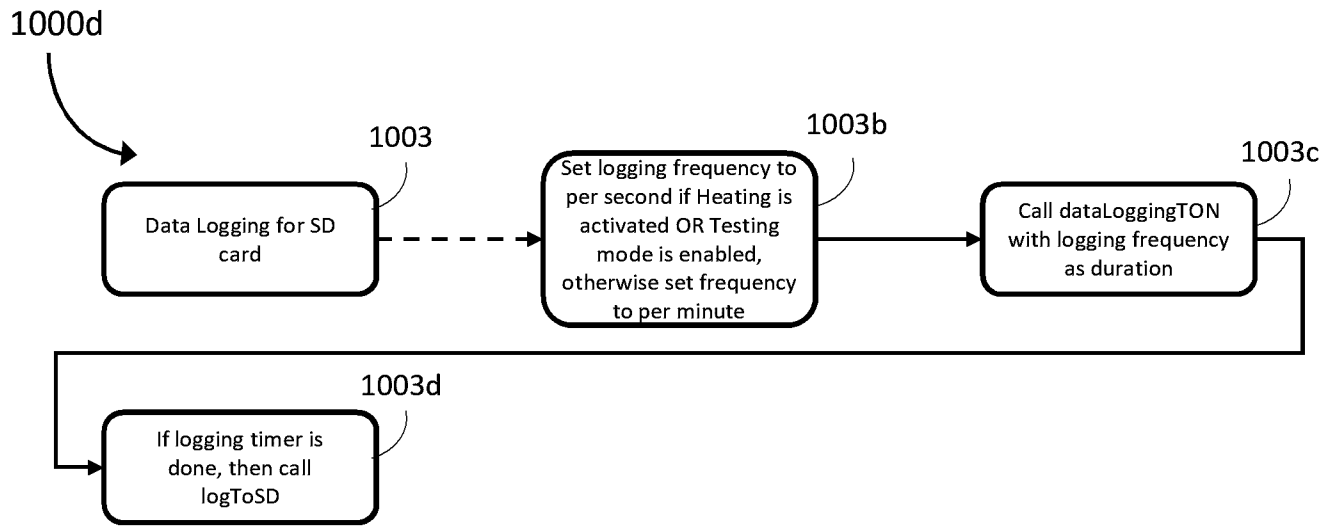 1000d
1003
Data Logging for SD
card
1003b
Set logging frequency to
per second if Heating is
activated OR Testing
mode is enabled,
otherwise set frequency
to per minute
1003c
Call dataLoggingTON
with logging frequency
as duration
1003d
If logging timer is
done, then call
logToSD